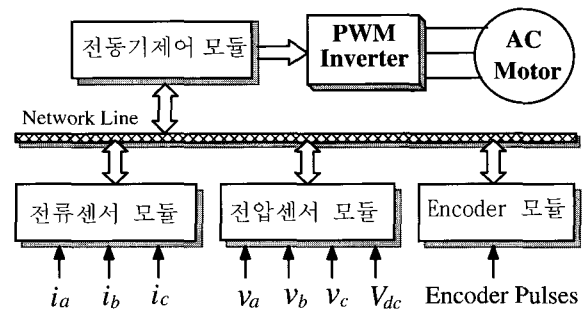 전동기제어 모듈
PWM
Inverter
AC
Motor
Network Line
전류센서 모듈
전압센서 모듈
Encoder 모듈
i_a i_b i_c
v_a v_b v_c V_dc
Encoder Pulses